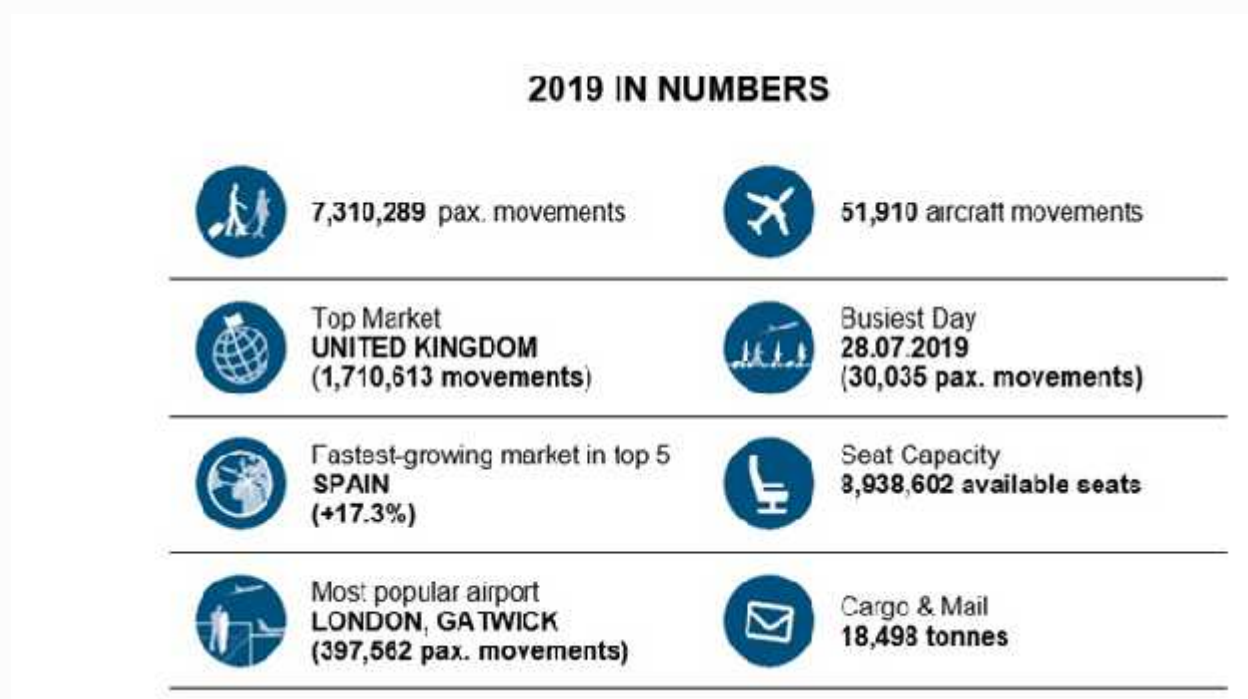 2019 IN NUMBERS
7,310,289 pax. movements
51,910 aircraft movements
Top Market
UNITED KINGDOM
(1,710,613 movements)
Busiest Day
28.07.2019
(30,035 pax. movements)
Fastest-growing market in top 5
SPAIN
(+17.3%)
Seat Capacity
8,938,602 available seats
Most popular airport
LONDON, GATWICK
(397,562 pax. movements)
Cargo & Mail
18,498 tonnes